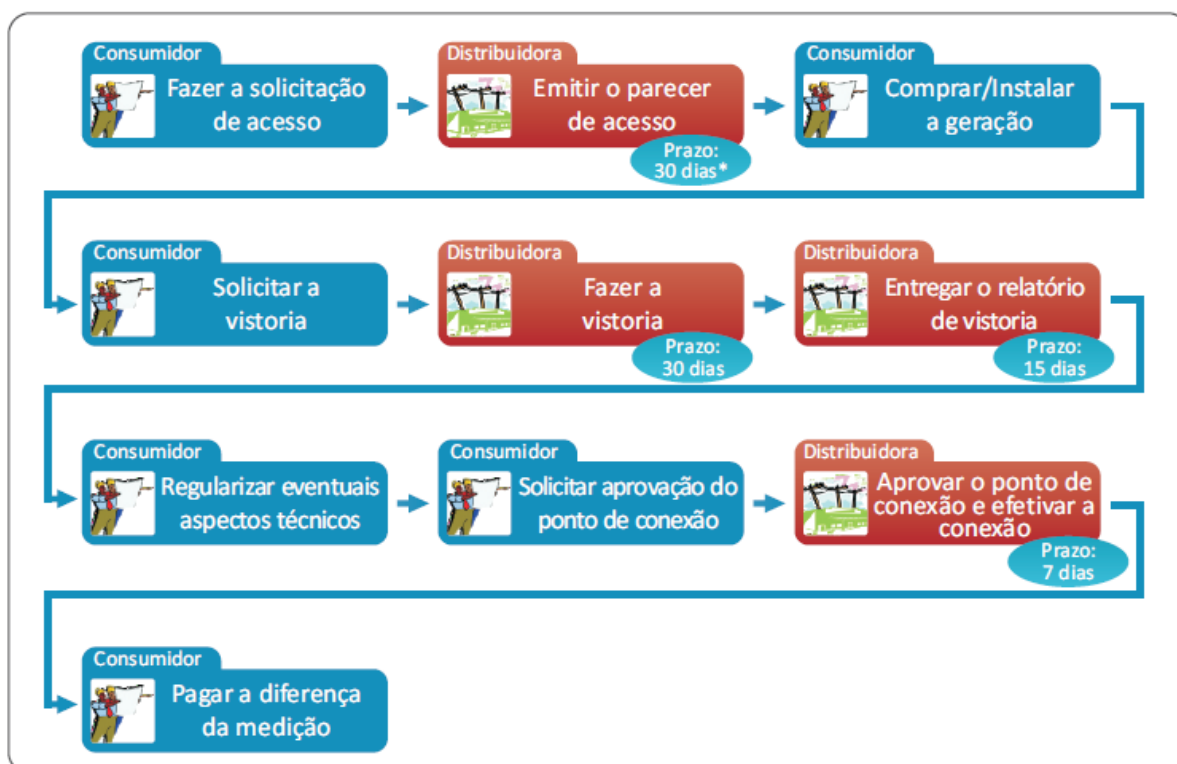 Consumidor
Fazer a solicitação
de acesso
Distribuidora
Emitir o parecer
de acesso
Prazo:
30 dias*
Consumidor
Comprar/Instalar
a geração
Consumidor
Solicitar a
vistoria
Distribuidora
Fazer a
vistoria
Prazo:
30 dias
Distribuidora
Entregar o relatório
de vistoria
Prazo:
15 dias
Consumidor
Regularizar eventuais
aspectos técnicos
Consumidor
Solicitar aprovação do
ponto de conexão
Distribuidora
Aprovar o ponto de
conexão e efetivar a
conexão
Prazo:
7 dias
Consumidor
Pagar a diferença
da medição